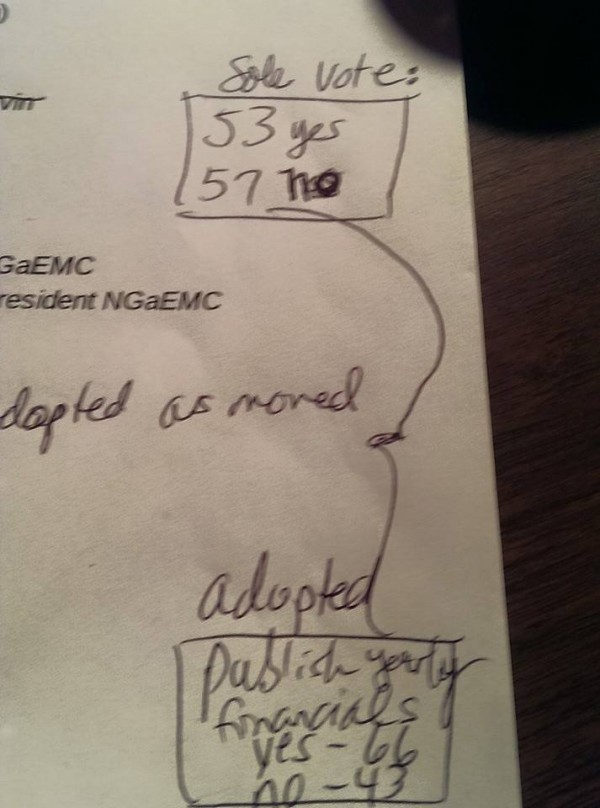 )
vin
Sole vote:
53 yes
57 no
GaEMC
resident NGaEMC
dopted as moved
adopted
publish yearly
financials
yes - 66
no - 43